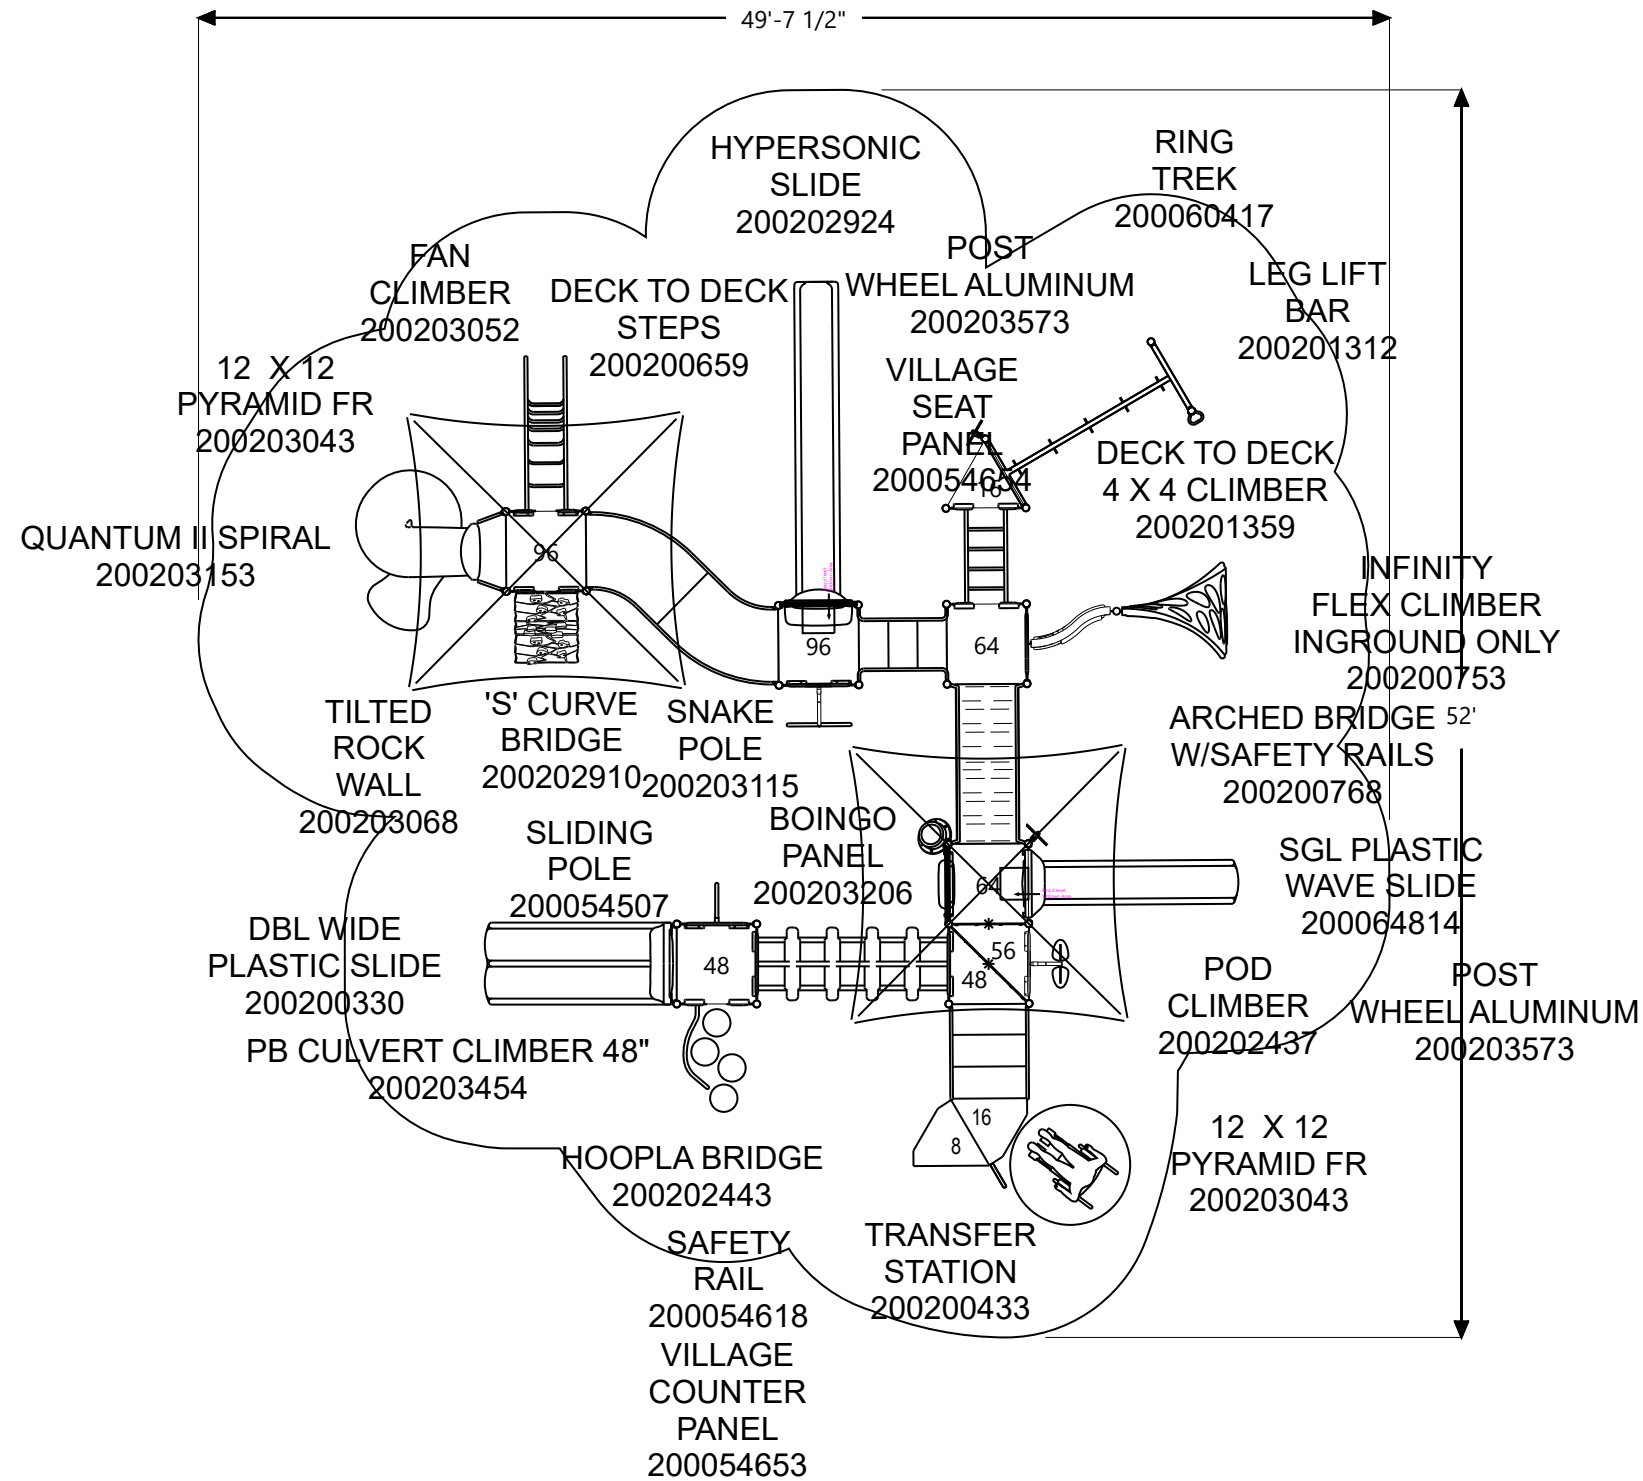 49'-7 1/2"
HYPERSONIC
SLIDE
200202924
RING
TREK
200060417
FAN
CLIMBER
200203052
DECK TO DECK
STEPS
200200659
POST
WHEEL ALUMINUM
200203573
LEG LIFT
BAR
200201312
12 X 12
PYRAMID FR
200203043
VILLAGE
SEAT
PANEL
200054654
16
DECK TO DECK
4 X 4 CLIMBER
200201359
QUANTUM II SPIRAL
200203153
96
96
64
INFINITY
FLEX CLIMBER
INGROUND ONLY
200200753
TILTED
ROCK
WALL
200203068
'S' CURVE
BRIDGE
200202910
SNAKE
POLE
200203115
ARCHED BRIDGE
W/SAFETY RAILS
200200768
52'
SLIDING
POLE
200054507
BOINGO
PANEL
200203206
64
SGL PLASTIC
WAVE SLIDE
200064814
DBL WIDE
PLASTIC SLIDE
200200330
48
56
48
POD
CLIMBER
200202437
POST
WHEEL ALUMINUM
200203573
PB CULVERT CLIMBER 48"
200203454
16
8
12 X 12
PYRAMID FR
200203043
HOOPLA BRIDGE
200202443
SAFETY
RAIL
200054618
TRANSFER
STATION
200200433
VILLAGE
COUNTER
PANEL
200054653